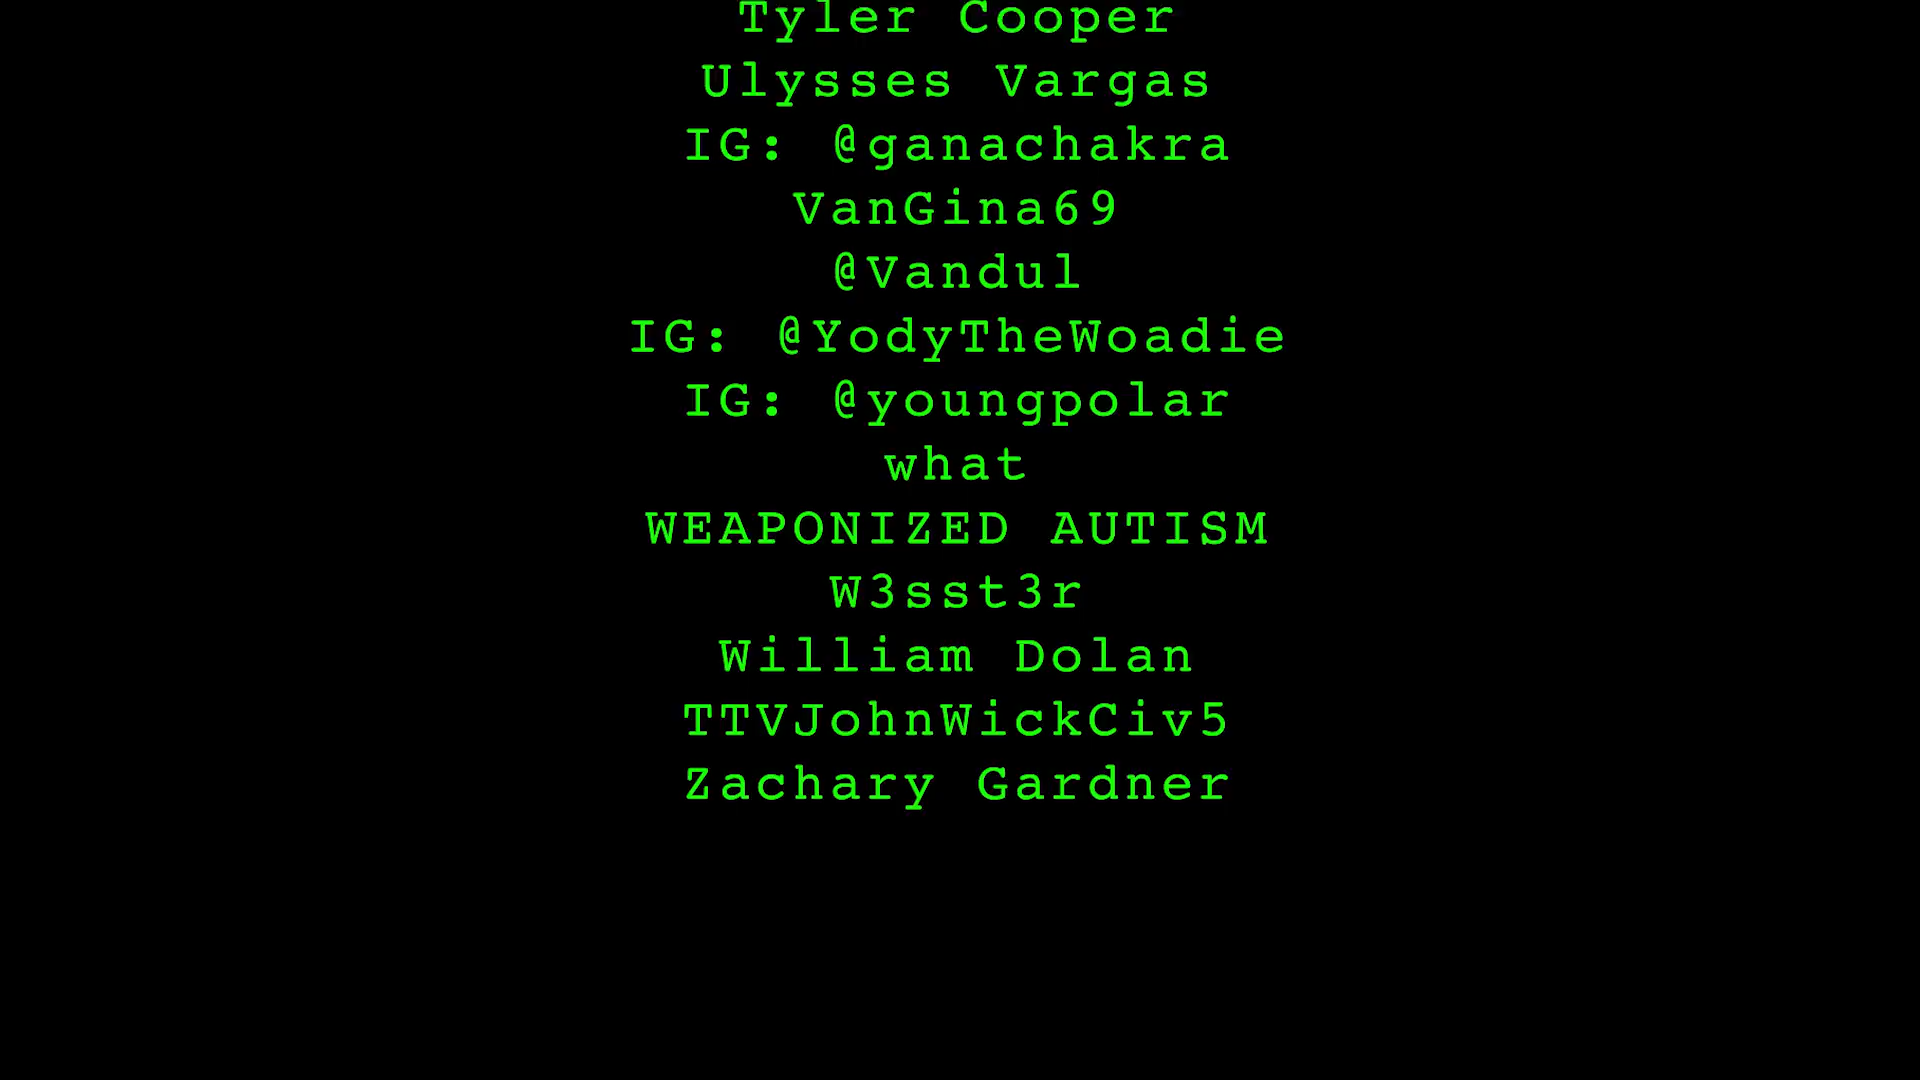 Tyler Cooper
Ulysses Vargas
IG: @ganachakra
VanGina69
@Vandul
IG: @YodyTheWoadie
IG: @youngpolar
what
WEAPONIZED AUTISM
W3sst3r
William Dolan
TTVJohnWickCiv5
Zachary Gardner